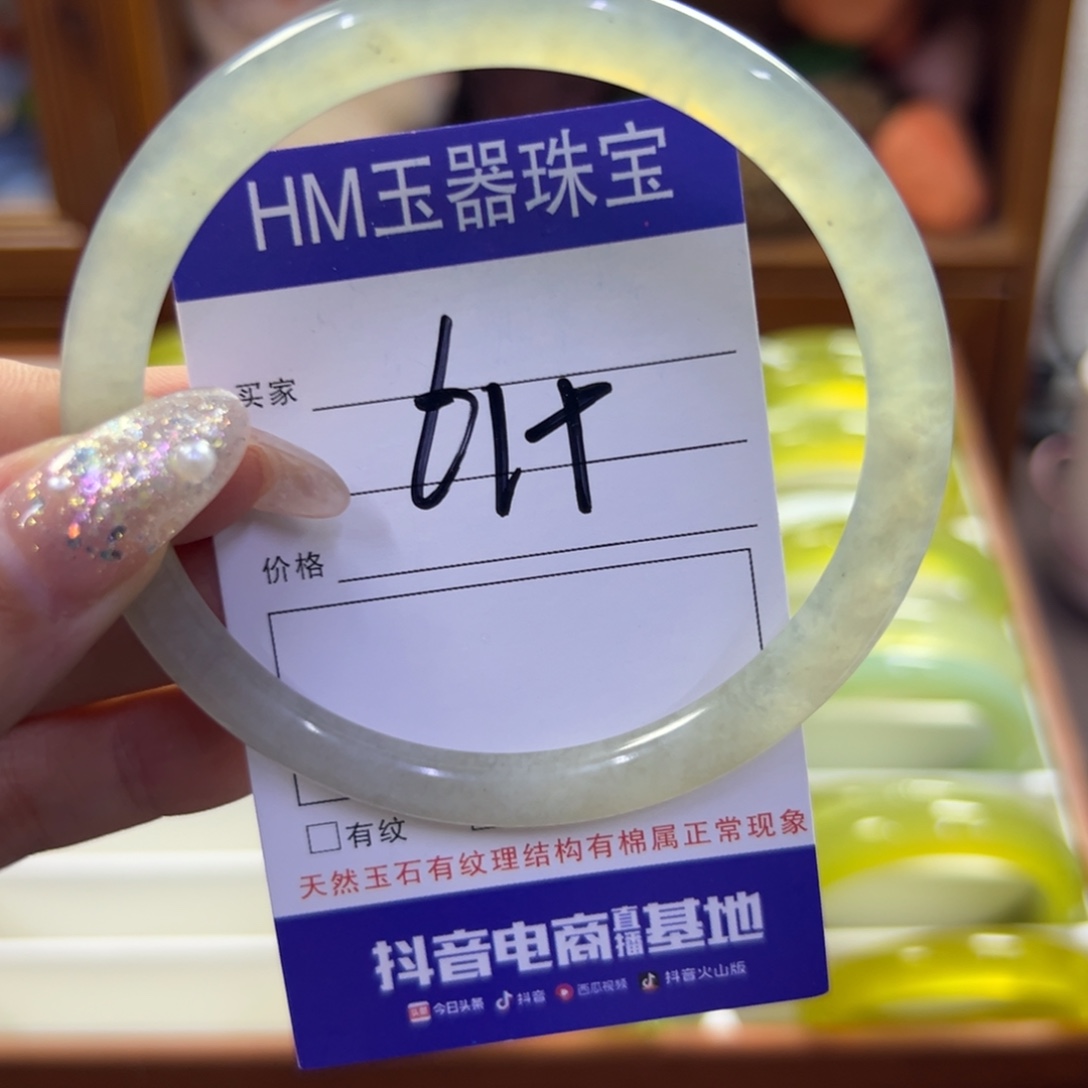 HM玉器珠宝
买家
价格
有纹
天然玉石有纹理结构有棉属正常现象
抖音电商直播基地
头条 今日头条 抖音 西瓜视频 抖音火山版